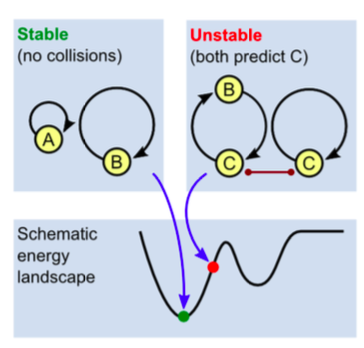 Stable
(no collisions)
A
B
Unstable
(both predict C)
B
C
C
Schematic
energy
landscape